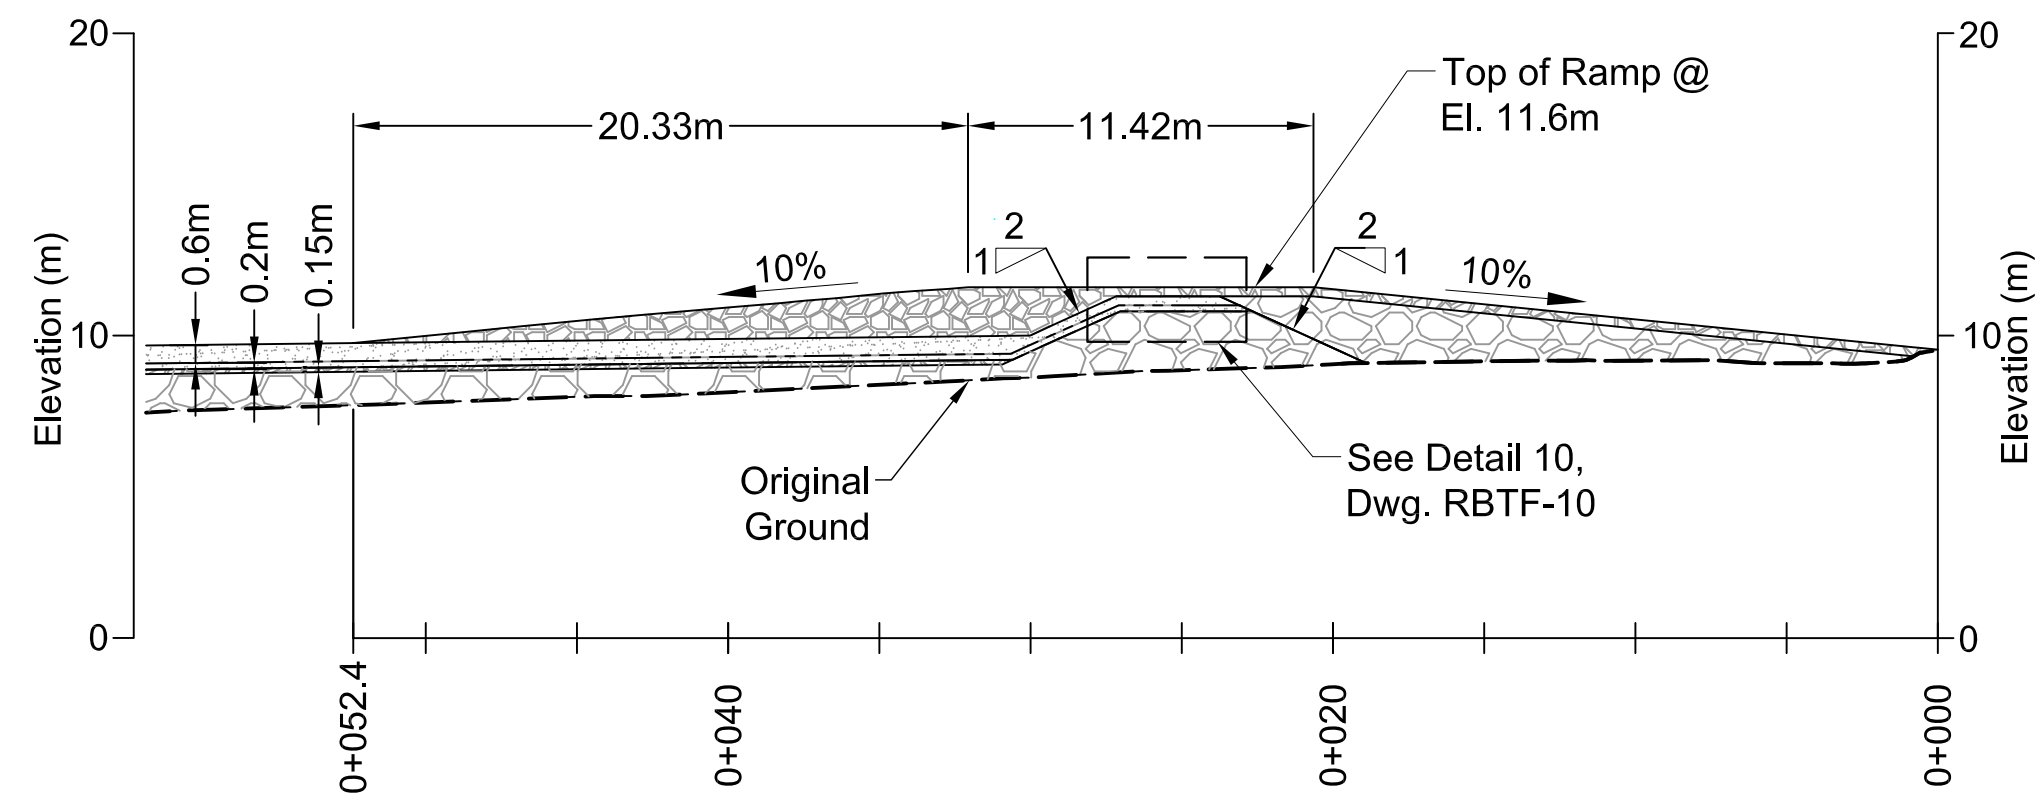 20
20
Top of Ramp @
El. 11.6m
20.33m
11.42m
0.6m
0.2m
0.15m
2
1
2
1
10%
10%
Elevation (m)
Elevation (m)
10
10
See Detail 10,
Dwg. RBTF-10
Original
Ground
0
0
0+052.4
0+040
0+020
0+000